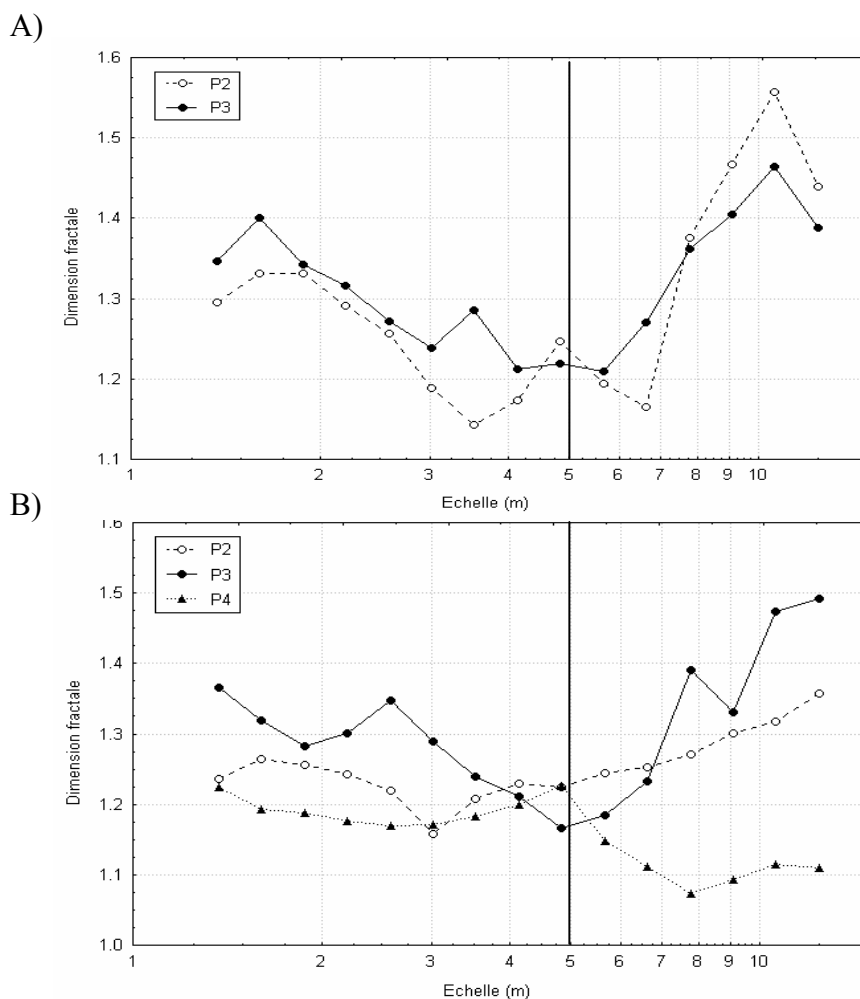 A)
1.6
1.5
1.4
1.3
1.2
1.1
Dimension fractale
P2
P3
1 2 3 4 5 6 7 8 9 10
Echelle (m)
B)
1.6
1.5
1.4
1.3
1.2
1.1
1.0
Dimension fractale
P2
P3
P4
1 2 3 4 5 6 7 8 9 10
Echelle (m)